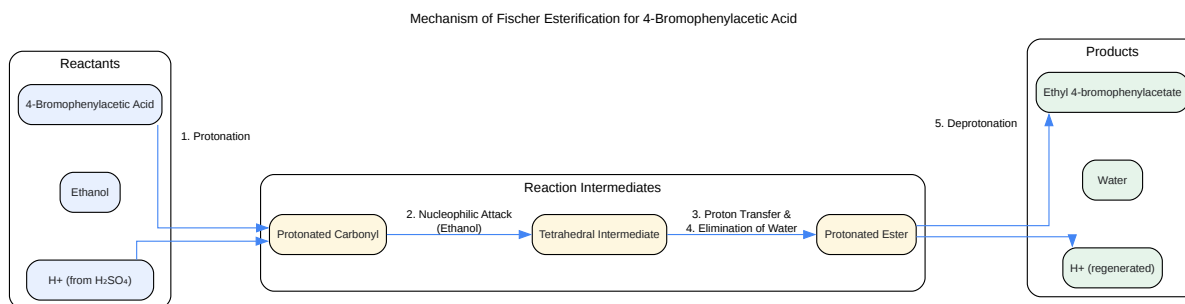 Mechanism of Fischer Esterification for 4-Bromophenylacetic Acid
Reactants
4-Bromophenylacetic Acid
Ethanol
H+ (from H₂SO₄)
1. Protonation
Reaction Intermediates
Protonated Carbonyl
2. Nucleophilic Attack
(Ethanol)
Tetrahedral Intermediate
3. Proton Transfer &
4. Elimination of Water
Protonated Ester
5. Deprotonation
Products
Ethyl 4-bromophenylacetate
Water
H+ (regenerated)